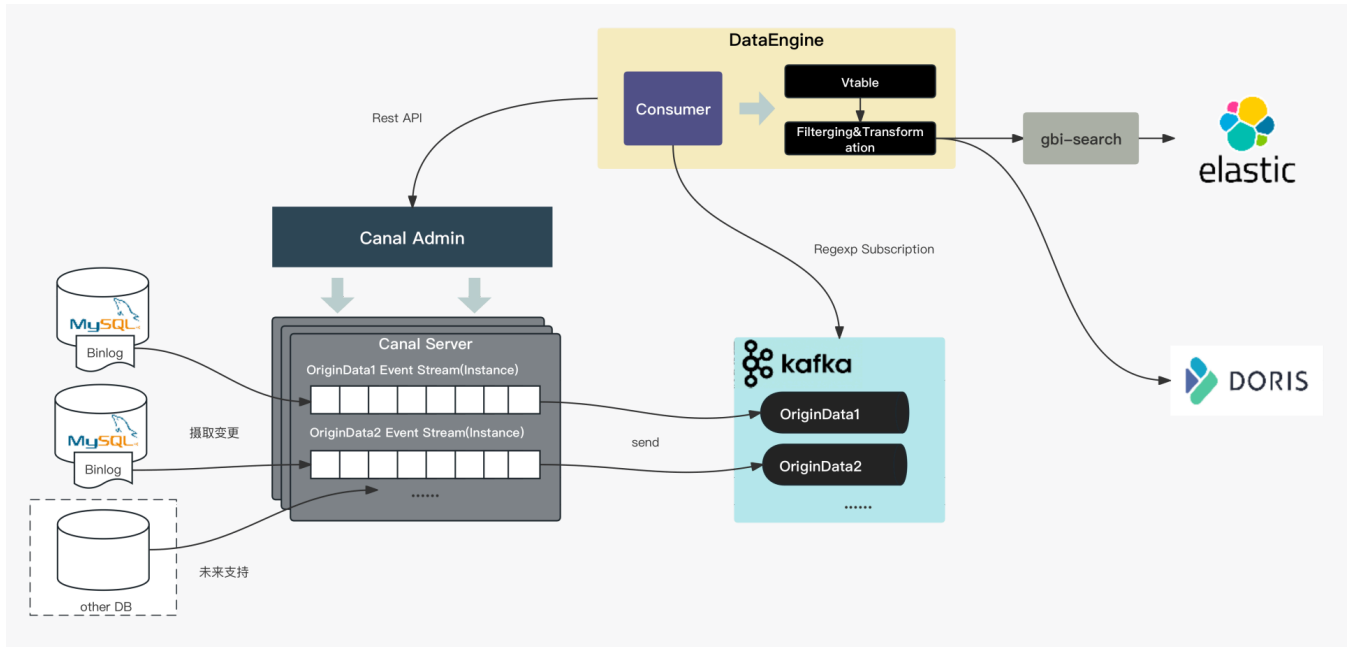 DataEngine
Consumer
Vtable
Filterging&Transform
ation
gbi-search
elastic
Rest API
Canal Admin
Regexp Subscription
MySQL
Binlog
Canal Server
OriginData1 Event Stream(Instance)
OriginData2 Event Stream(Instance)
......
MySQL
Binlog
摄取变更
send
kafka
OriginData1
OriginData2
......
DORIS
other DB
未来支持